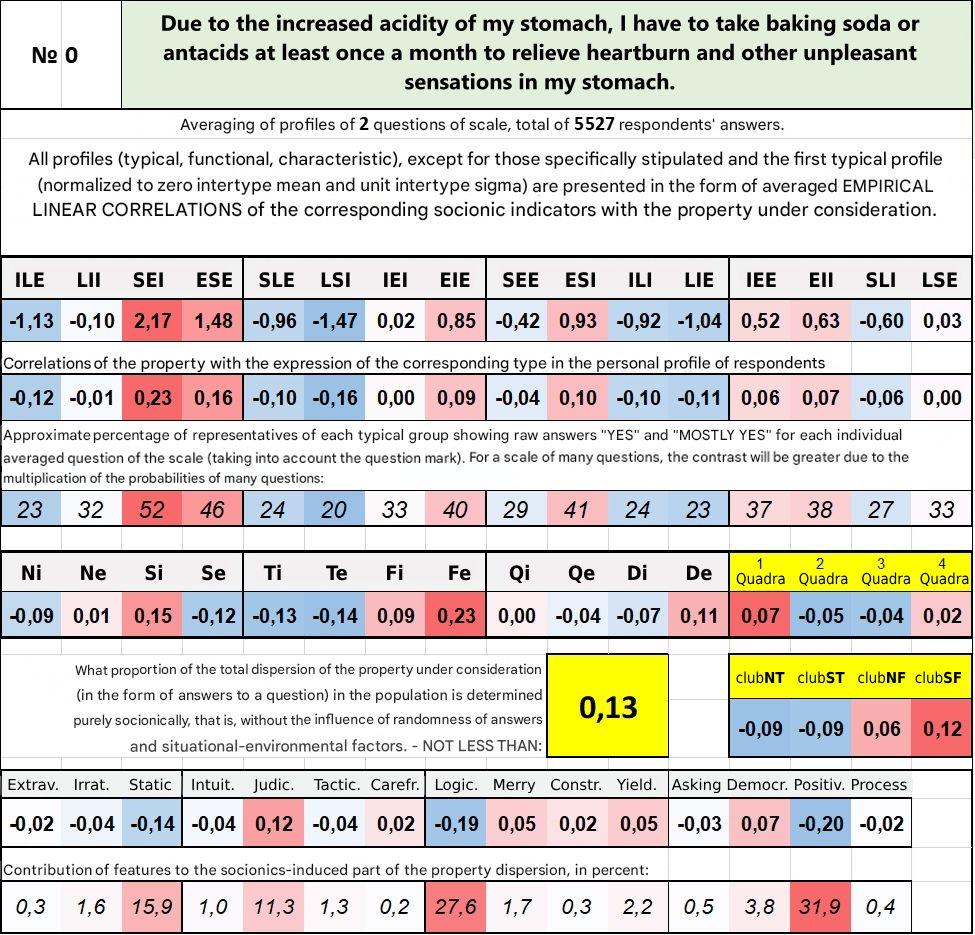 № 0
Due to the increased acidity of my stomach, I have to take baking soda or
antacids at least once a month to relieve heartburn and other unpleasant
sensations in my stomach.
Averaging of profiles of 2 questions of scale, total of 5527 respondents' answers.
All profiles (typical, functional, characteristic), except for those specifically stipulated and the first typical profile
(normalized to zero intertype mean and unit intertype sigma) are presented in the form of averaged EMPIRICAL
LINEAR CORRELATIONS of the corresponding socionic indicators with the property under consideration.
ILE LII SEI ESE SLE LSI IEI EIE SEE ESI ILI LIE IEE EII SLI LSE
-1,13 -0,10 2,17 1,48 -0,96 -1,47 0,02 0,85 -0,42 0,93 -0,92 -1,04 0,52 0,63 -0,60 0,03
Correlations of the property with the expression of the corresponding type in the personal profile of respondents
-0,12 -0,01 0,23 0,16 -0,10 -0,16 0,00 0,09 -0,04 0,10 -0,10 -0,11 0,06 0,07 -0,06 0,00
Approximate percentage of representatives of each typical group showing raw answers "YES" and "MOSTLY YES" for each individual
averaged question of the scale (taking into account the question mark). For a scale of many questions, the contrast will be greater due to the
multiplication of the probabilities of many questions:
23 32 52 46 24 20 33 40 29 41 24 23 37 38 27 33
Ni Ne Si Se Ti Te Fi Fe Qi Qe Di De 1 Quadra 2 Quadra 3 Quadra 4 Quadra
-0,09 0,01 0,15 -0,12 -0,13 -0,14 0,09 0,23 0,00 -0,04 -0,07 0,11 0,07 -0,05 -0,04 0,02
What proportion of the total dispersion of the property under consideration
(in the form of answers to a question) in the population is determined
purely socionically, that is, without the influence of randomness of answers
and situational-environmental factors. - NOT LESS THAN:
0,13
clubNT clubST clubNF clubSF
-0,09 -0,09 0,06 0,12
Extrav. Irrat. Static Intuit. Judic. Tactic. Carefr. Logic. Merry Constr. Yield. Asking Democr. Positiv. Process
-0,02 -0,04 -0,14 -0,04 0,12 -0,04 0,02 -0,19 0,05 0,02 0,05 -0,03 0,07 -0,20 -0,02
Contribution of features to the socionics-induced part of the property dispersion, in percent:
0,3 1,6 15,9 1,0 11,3 1,3 0,2 27,6 1,7 0,3 2,2 0,5 3,8 31,9 0,4